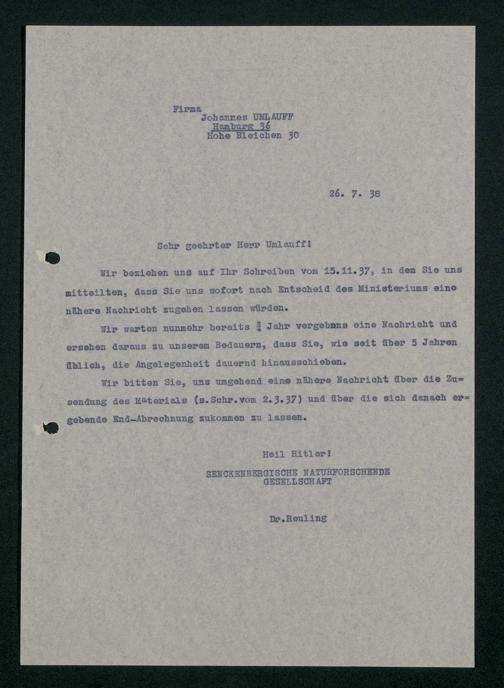 Firma
Johannes UMLAUFF
Hamburg 36
Hohe Bleichen 30
26. 7. 38
Sehr geehrter Herr Umlauff!
Wir beziehen uns auf Ihr Schreiben vom 15.11.37, in dem Sie uns
mitteilten, dass Sie uns sofort nach Entscheid des Ministeriums eine
nähere Nachricht zugehen lassen würden.
Wir warten nunmehr bereits Jahr vergebens eine Nachricht und
ersehen daraus zu unserem Bedauern, dass Sie, wie seit über 5 Jahren
üblich, die Angelegenheit dauernd hinausschieben.
Wir bitten Sie, uns umgehend eine nähere Nachricht über die Zu=
sendung des Materials (s.Schr.vom 2.3.37) und über die sich danach er=
gebende End-Abrechnung zukommen zu lassen.
Heil Hitler!
SENCKENBERGISCHE NATURFORSCHENDE
GESELLSCHAFT
Dr.Reuling